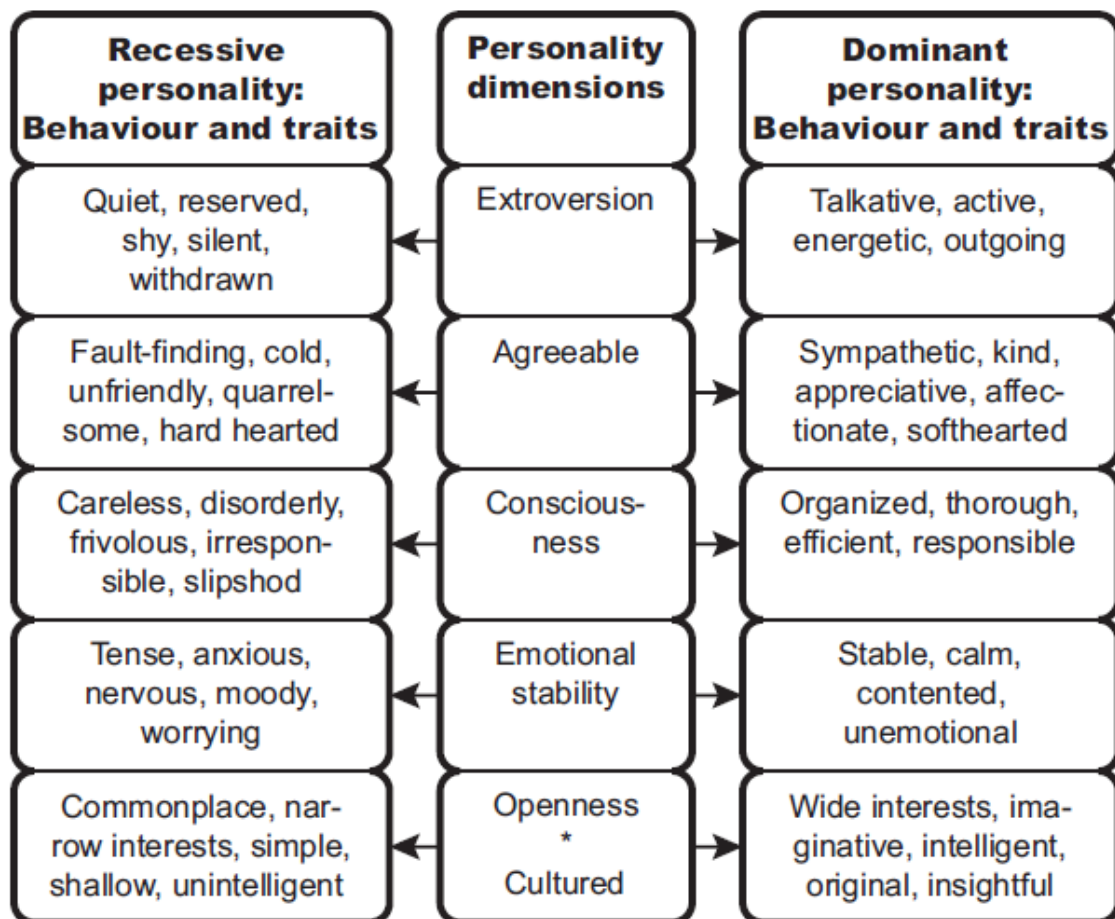 Recessive
personality:
Behaviour and traits
Personality
dimensions
Dominant
personality:
Behaviour and traits
Quiet, reserved,
shy, silent,
withdrawn
Extroversion
Talkative, active,
energetic, outgoing
Fault-finding, cold,
unfriendly, quarrel-
some, hard hearted
Agreeable
Sympathetic, kind,
appreciative, affec-
tionate, softhearted
Careless, disorderly,
frivolous, irrespon-
sible, slipshod
Conscious-
ness
Organized, thorough,
efficient, responsible
Tense, anxious,
nervous, moody,
worrying
Emotional
stability
Stable, calm,
contented,
unemotional
Commonplace, nar-
row interests, simple,
shallow, unintelligent
Openness
*
Cultured
Wide interests, ima-
ginative, intelligent,
original, insightful